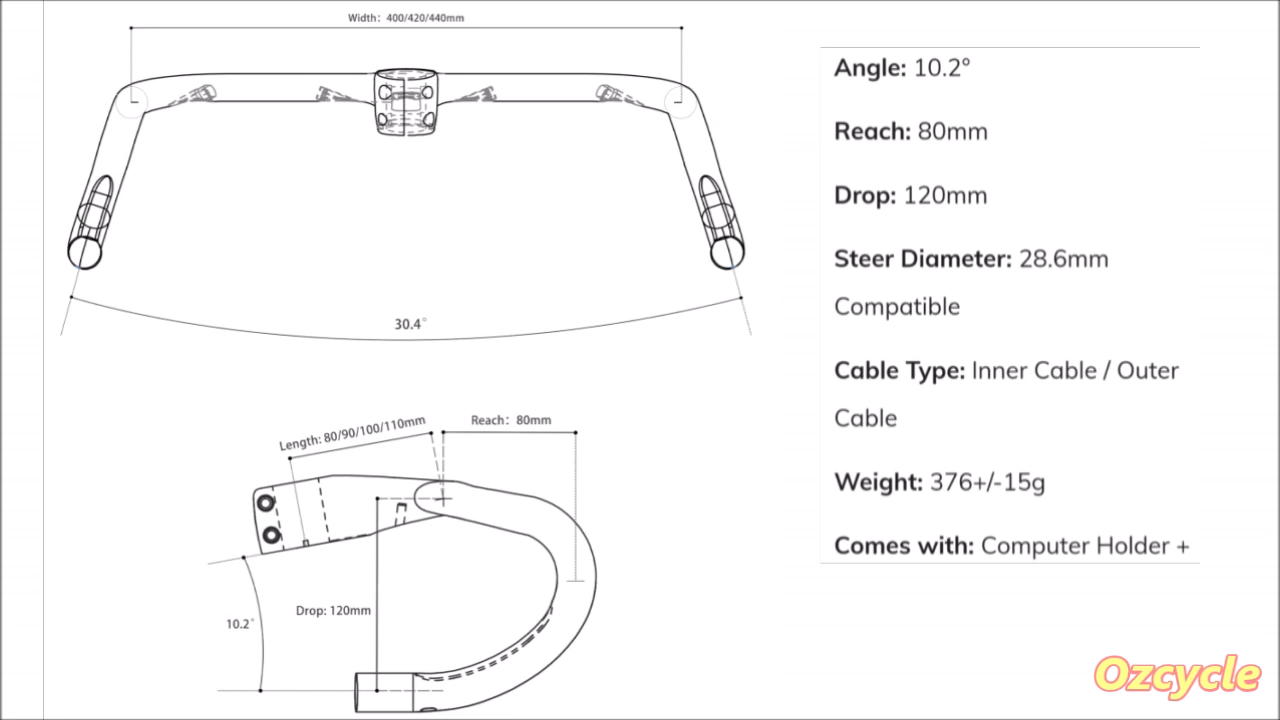 Width: 400/420/440mm
30.4°
Length: 80/90/100/110mm
Reach: 80mm
Drop: 120mm
10.2°
Angle: 10.2°
Reach: 80mm
Drop: 120mm
Steer Diameter: 28.6mm
Compatible
Cable Type: Inner Cable / Outer
Cable
Weight: 376+/-15g
Comes with: Computer Holder +
Ozcycle